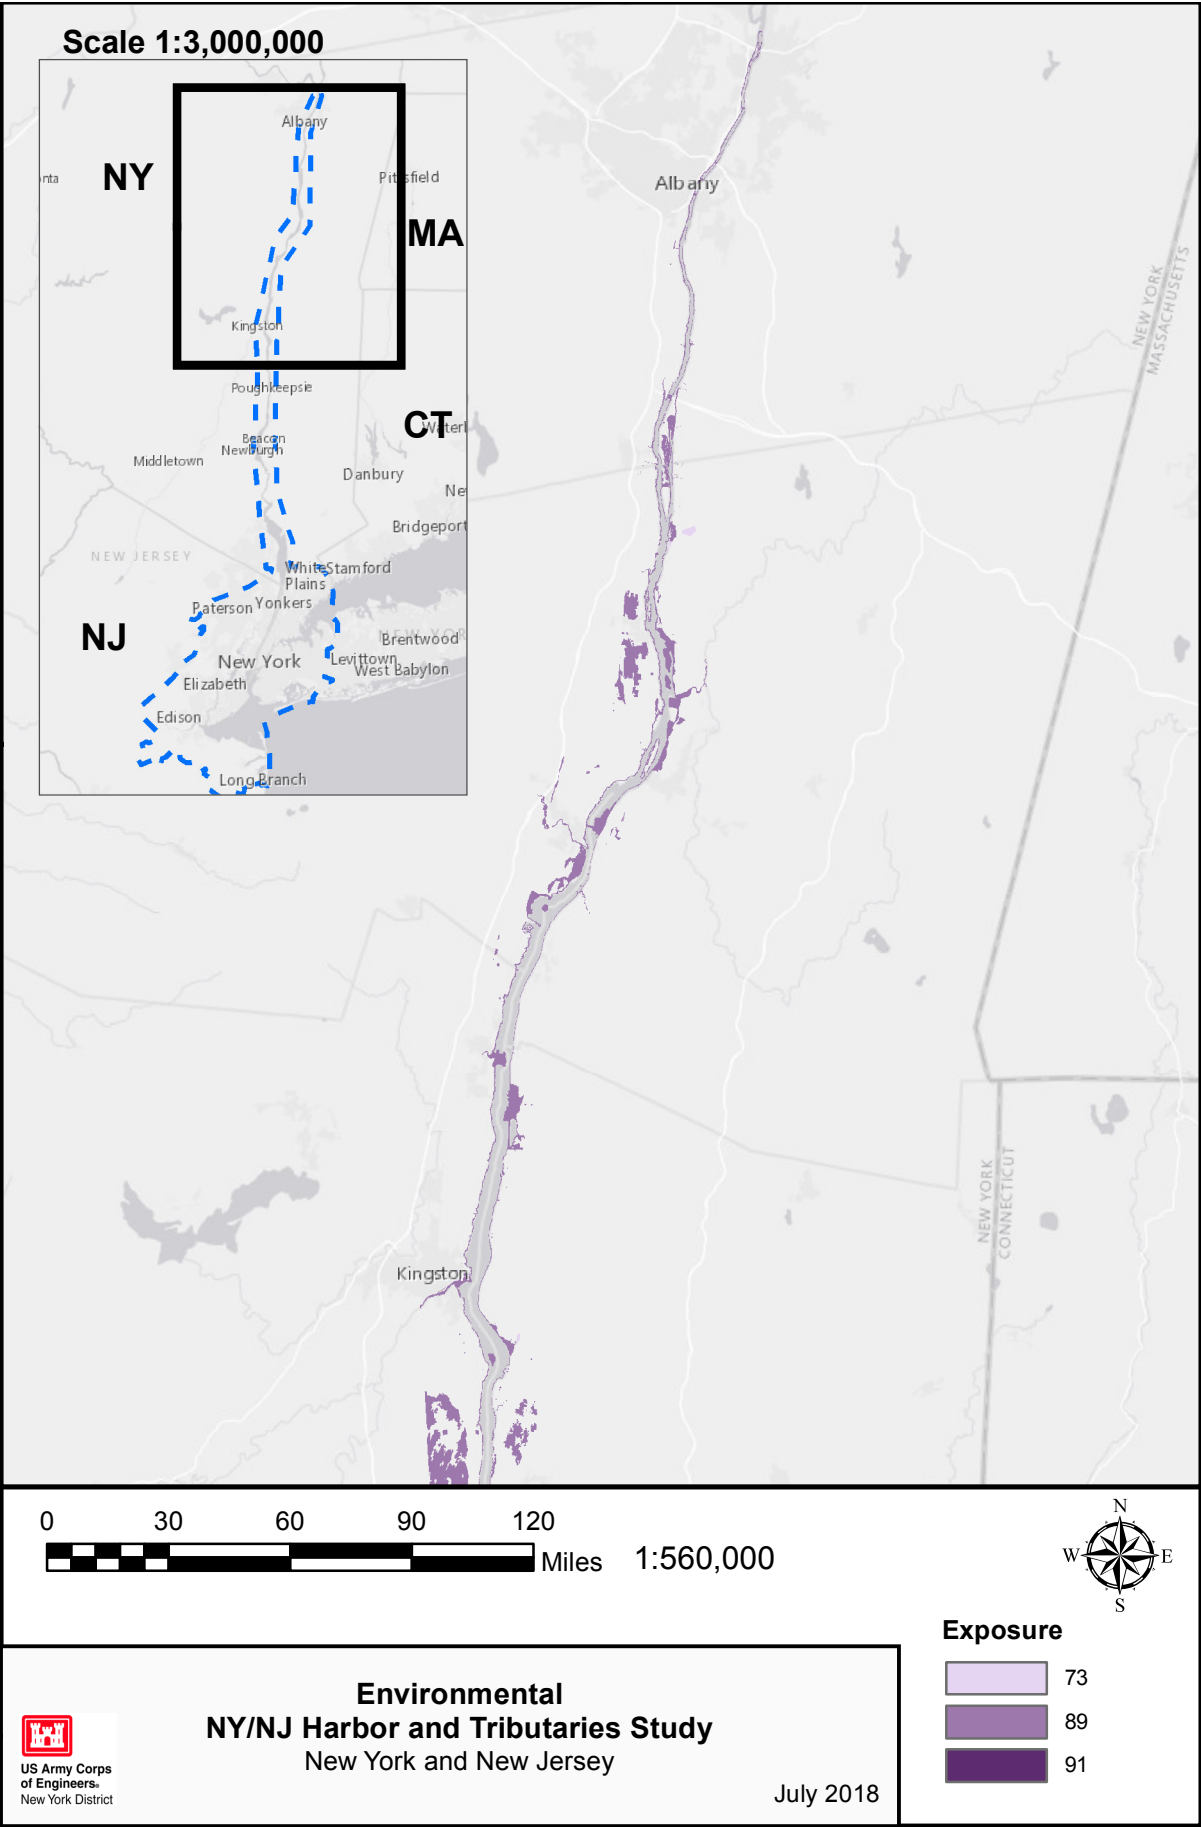 Scale 1:3,000,000
Albany
NY
nta
Pittsfield
MA
Kingston
Poughkeepsie
CT
Waterl
Beacon
Newburgh
Middletown
Danbury
Ne
Bridgeport
NEW JERSEY
White Stamford
Plains
Paterson Yonkers
NJ
Brentwood
New York
Levittown
West Babylon
Elizabeth
Edison
Long Branch
Albany
NEW YORK
MASSACHUSETTS
NEW YORK
CONNECTICUT
Kingston
0 30 60 90 120
Miles 1:560,000
N
W E
S
Exposure
73
89
91
Environmental
NY/NJ Harbor and Tributaries Study
New York and New Jersey
July 2018
US Army Corps
of Engineers®
New York District